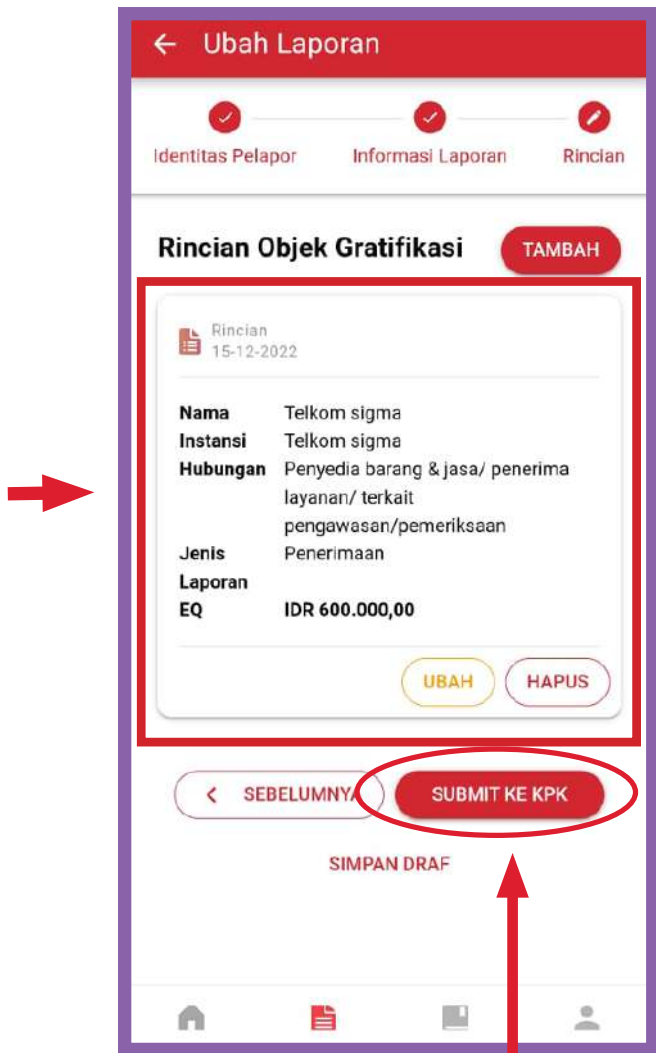 Ubah Laporan
Identitas Pelapor Informasi Laporan Rincian
Rincian Objek Gratifikasi TAMBAH
Rincian
15-12-2022
Nama Telkom sigma
Instansi Telkom sigma
Hubungan Penyedia barang & jasa/ penerima
layanan/ terkait
pengawasan/pemeriksaan
Jenis Penerimaan
Laporan
EQ IDR 600.000,00
UBAH HAPUS
SEBELUMNYA SUBMIT KE KPK
SIMPAN DRAF